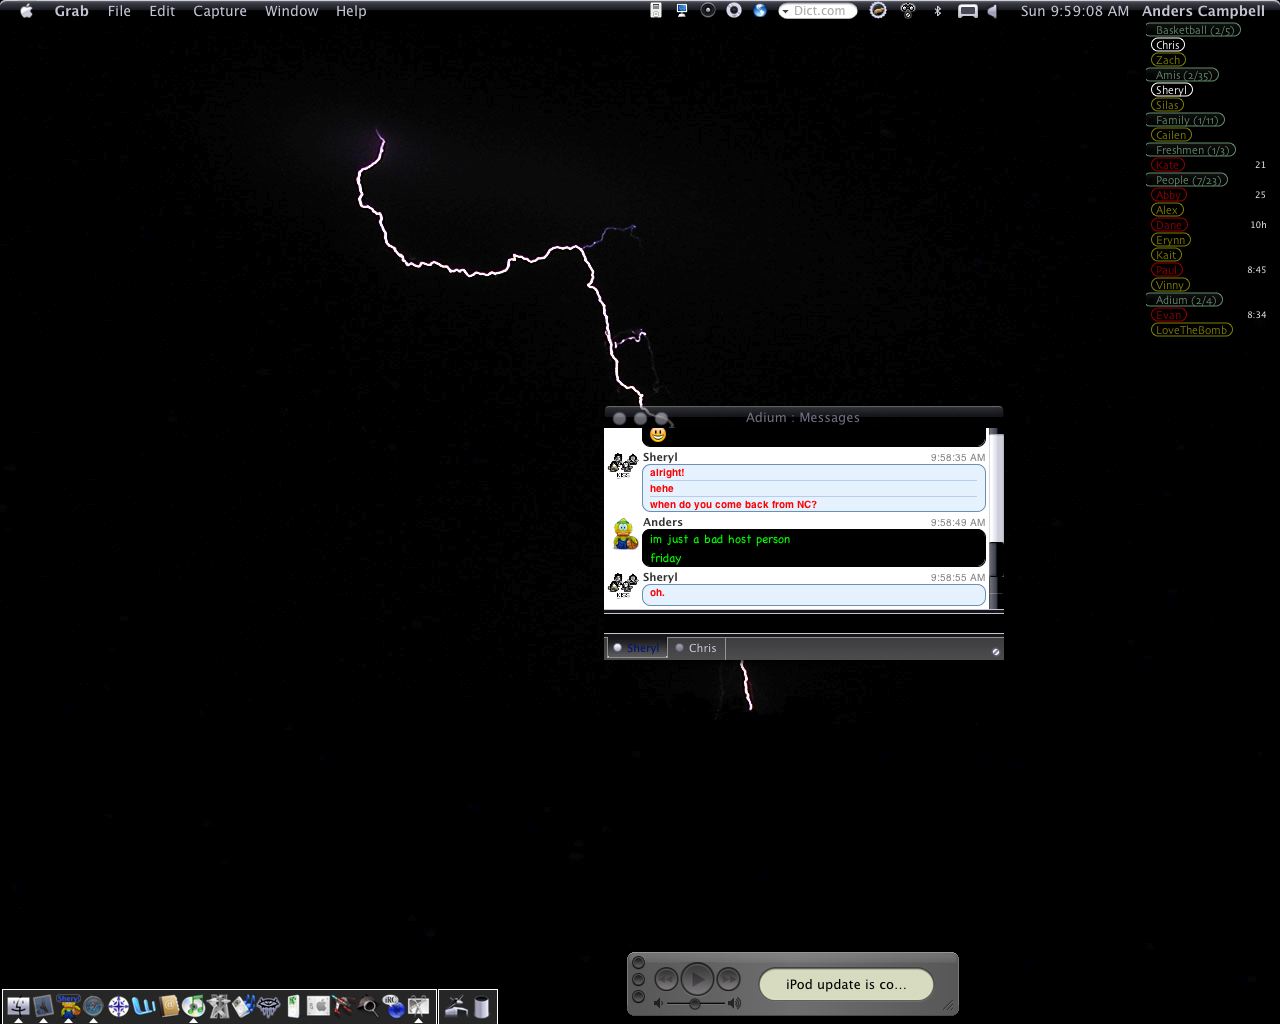 Grab File Edit Capture Window Help Dict.com Sun 9:59:08 AM Anders Campbell
Basketball (2/5)
Chris
Zach
Amis (2/35)
Sheryl
Silas
Family (1/11)
Cailen
Freshmen (1/3)
Kate 21
People (7/23)
Abby 25
Alex
Dane 10h
Erynn
Kait
Paul 8:45
Vinny
Adium (2/4)
Evan 8:34
LoveTheBomb
Adium : Messages
Sheryl 9:58:35 AM
alright!
hehe
when do you come back from NC?
KISS
Anders 9:58:49 AM
im just a bad host person
friday
Sheryl 9:58:55 AM
oh.
KISS
Sheryl Chris
iPod update is co...
Sheryl
IRC